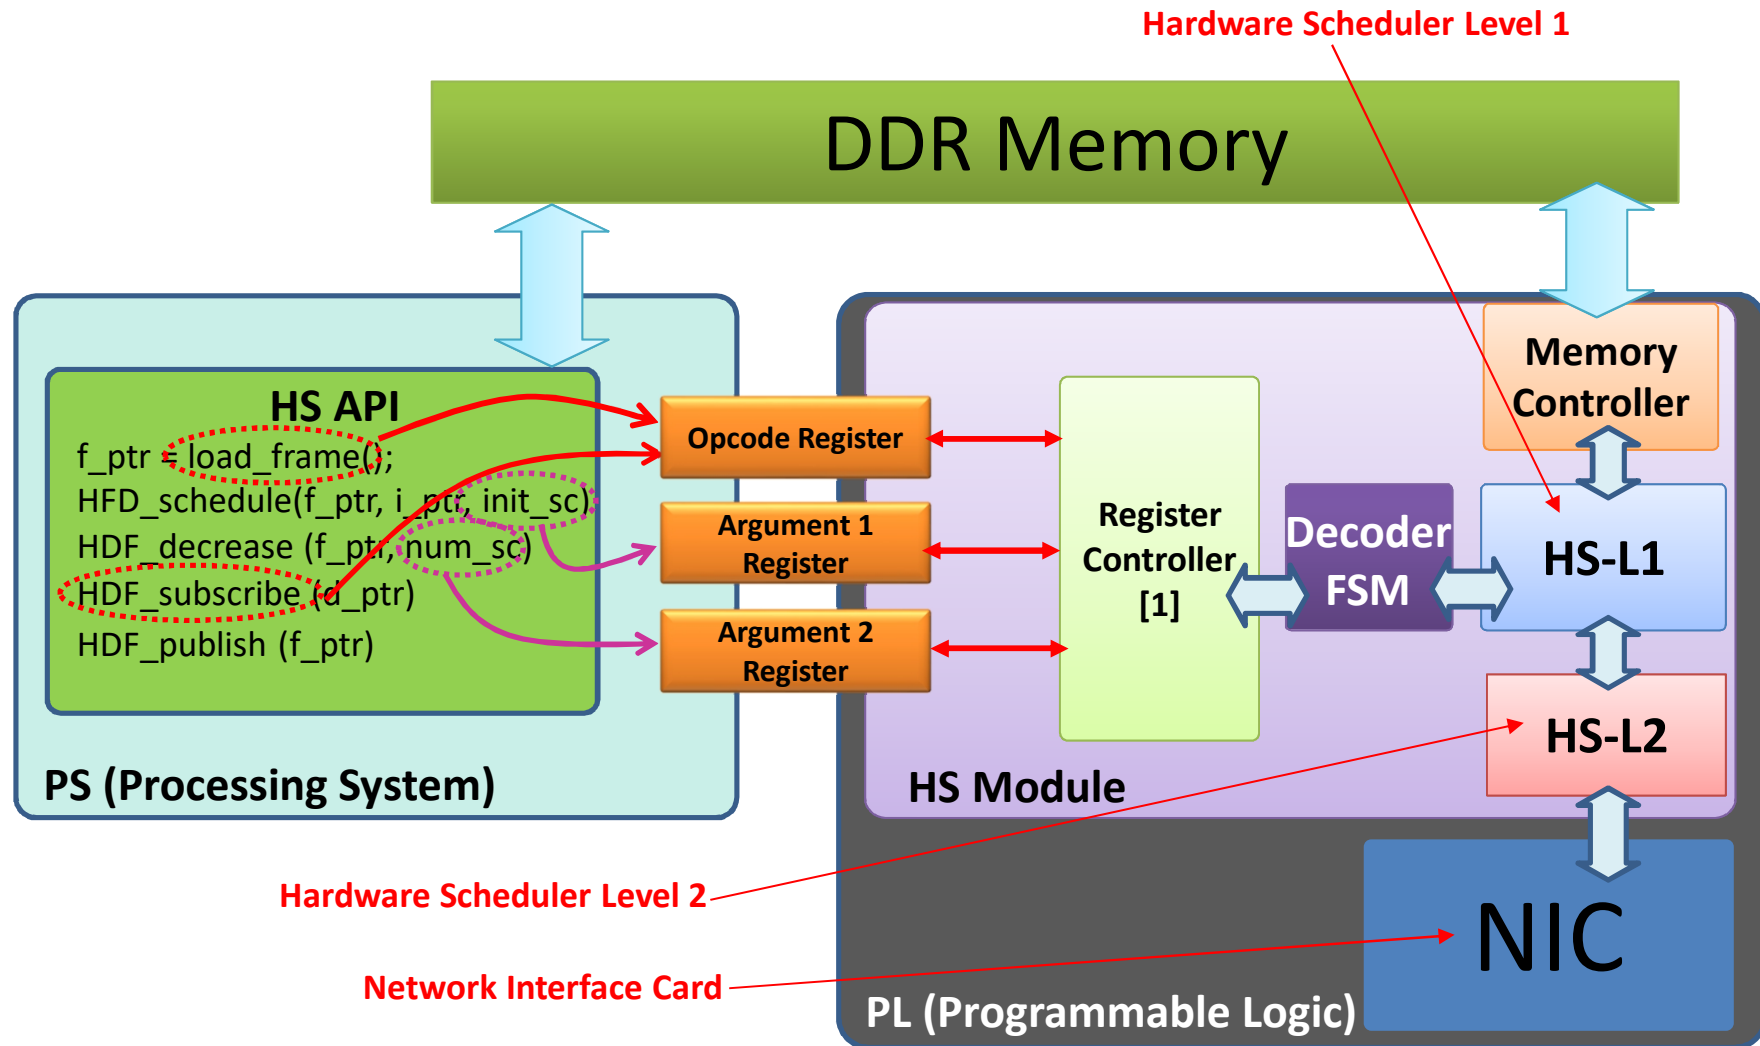 Hardware Scheduler Level 1
DDR Memory
HS API
f_ptr = load_frame();
HFD_schedule(f_ptr, i_ptr, init_sc)
HDF_decrease (f_ptr, num_sc)
HDF_subscribe (d_ptr)
HDF_publish (f_ptr)
PS (Processing System)
Opcode Register
Argument 1
Register
Argument 2
Register
Register
Controller
[1]
Decoder
FSM
Memory
Controller
HS-L1
HS-L2
HS Module
Hardware Scheduler Level 2
NIC
Network Interface Card
PL (Programmable Logic)